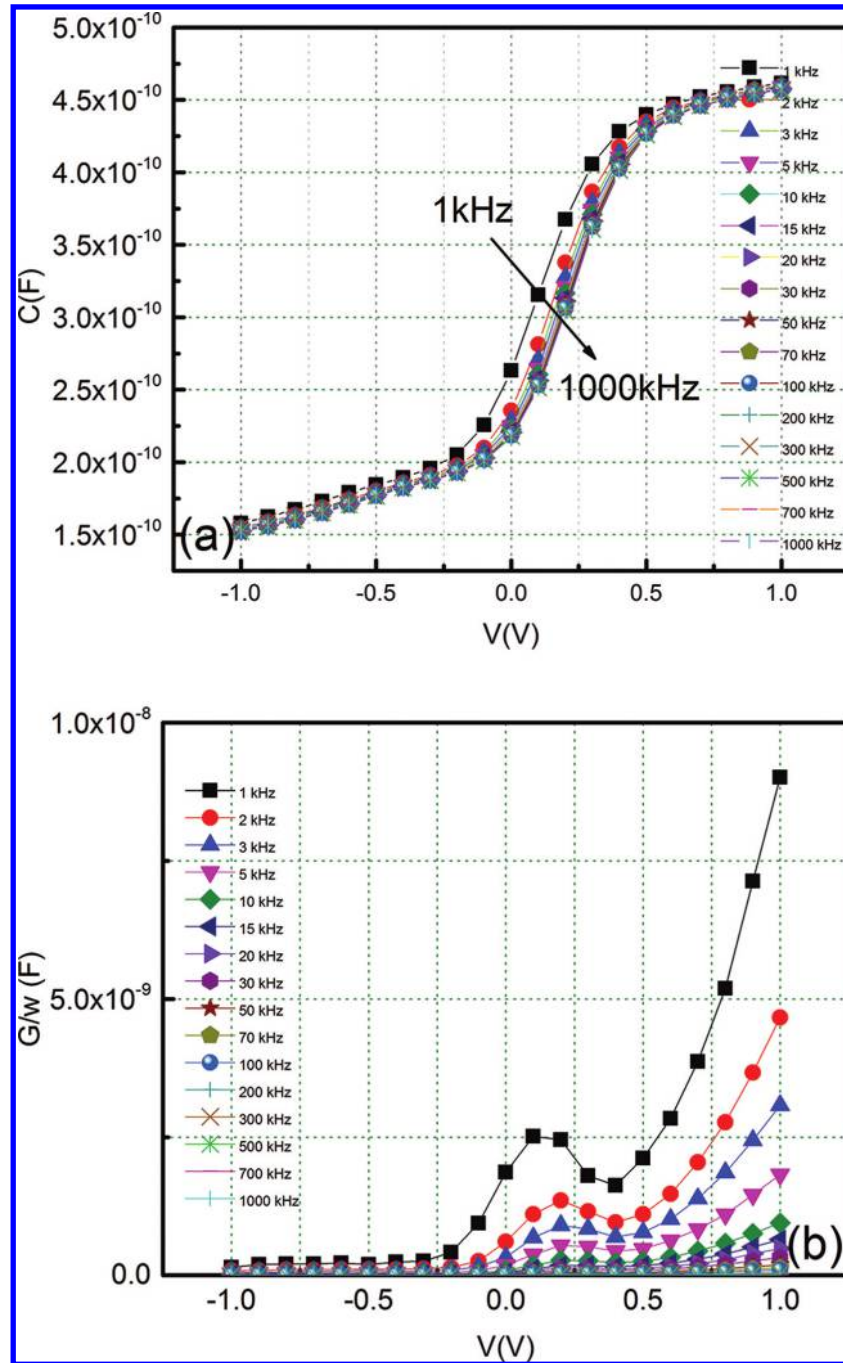 5.0x10⁻¹⁰
4.5x10⁻¹⁰
4.0x10⁻¹⁰
3.5x10⁻¹⁰
3.0x10⁻¹⁰
2.5x10⁻¹⁰
2.0x10⁻¹⁰
1.5x10⁻¹⁰
C(F)
1kHz
1000kHz
1 kHz
2 kHz
3 kHz
5 kHz
10 kHz
15 kHz
20 kHz
30 kHz
50 kHz
70 kHz
100 kHz
200 kHz
300 kHz
500 kHz
700 kHz
1000 kHz
(a)
-1.0 -0.5 0.0 0.5 1.0
V(V)
1.0x10⁻⁸
5.0x10⁻⁹
0.0
G/w (F)
1 kHz
2 kHz
3 kHz
5 kHz
10 kHz
15 kHz
20 kHz
30 kHz
50 kHz
70 kHz
100 kHz
200 kHz
300 kHz
500 kHz
700 kHz
1000 kHz
(b)
-1.0 -0.5 0.0 0.5 1.0
V(V)